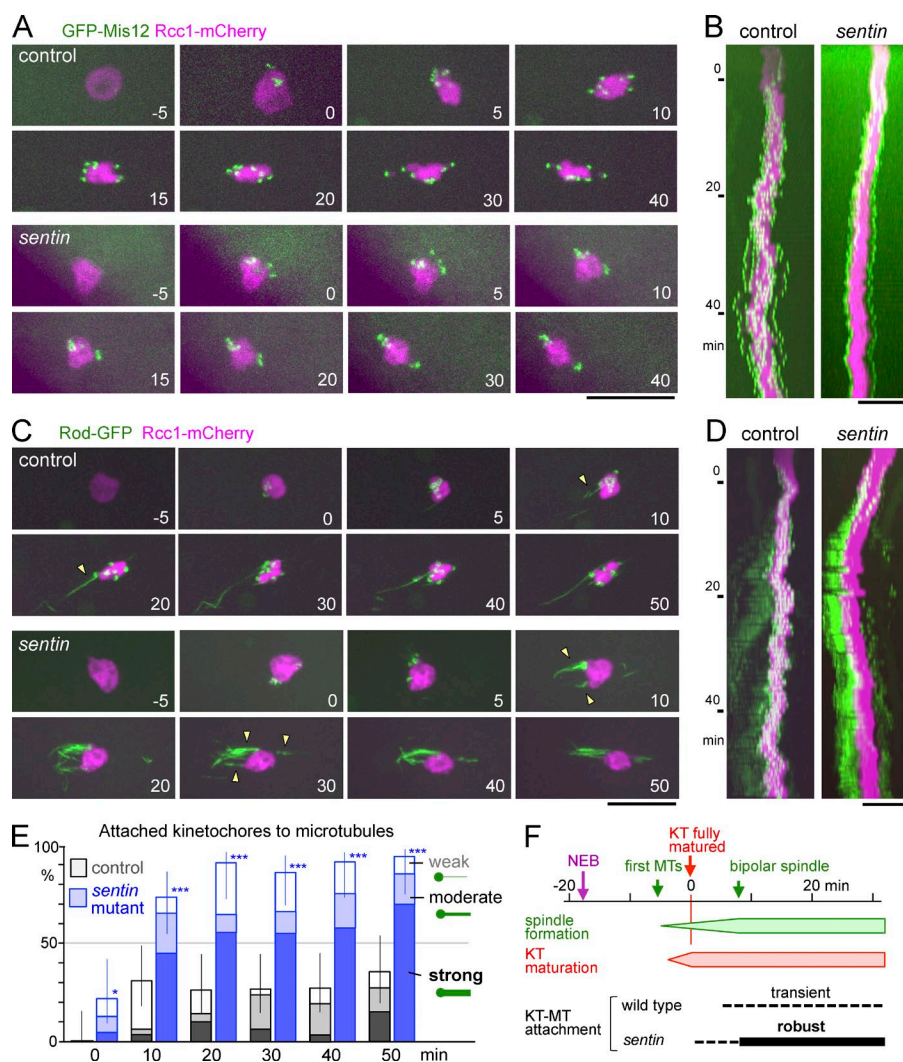 A
GFP-Mis12 Rcc1-mCherry
control
-5
0
5
10
15
20
30
40
sentin
-5
0
5
10
15
20
30
40
B
control
sentin
0
20
40
min
C
Rod-GFP Rcc1-mCherry
control
-5
0
5
10
20
30
40
50
sentin
-5
0
5
10
20
30
40
50
D
control
sentin
0
20
40
min
E
Attached kinetochores to microtubules
100
%
50
0
control
sentin
mutant
*
***
***
***
***
***
weak
moderate
strong
0 10 20 30 40 50 min
F
KT fully
matured
NEB
first MTs
bipolar spindle
-20 0 20 min
spindle
formation
KT
maturation
KT-MT
attachment
wild type
transient
sentin
robust